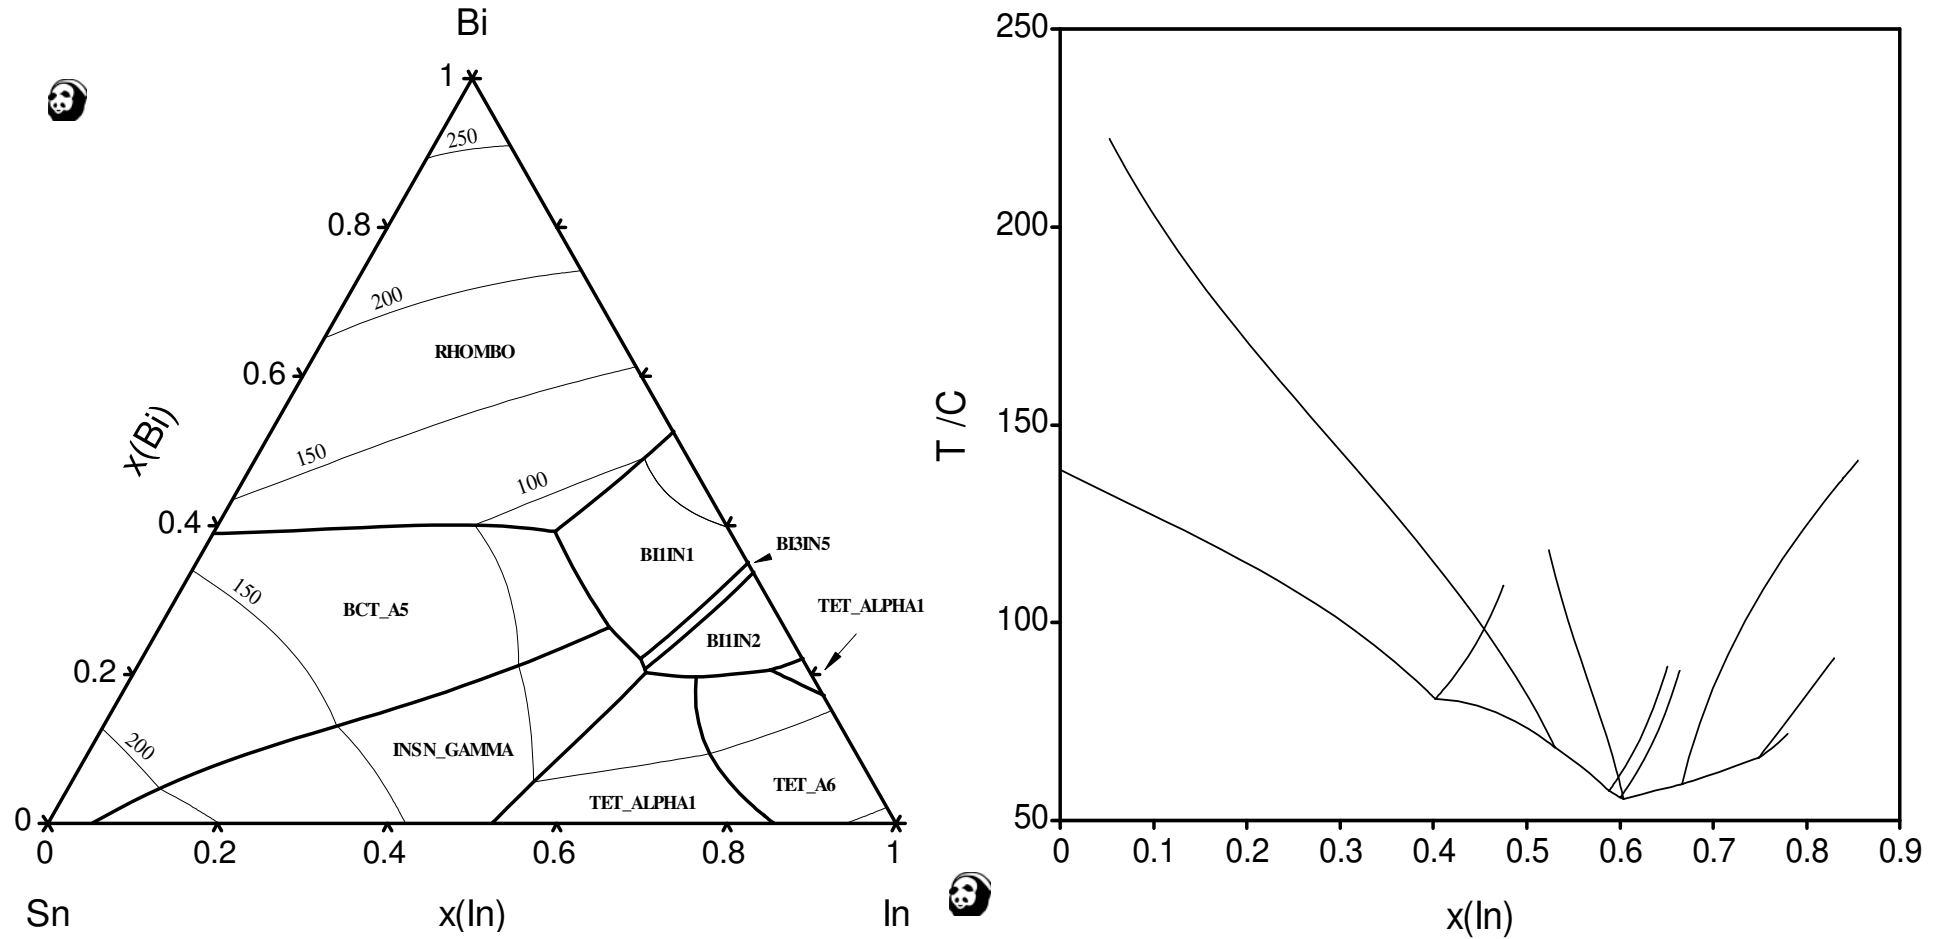 Bi
1
250
0.8
200
RHOMBO
0.6
x(Bi)
150
100
0.4
BI1IN1
BI3IN5
150
BCT_A5
TET_ALPHA1
BI1IN2
0.2
200
INSN_GAMMA
TET_A6
TET_ALPHA1
0
0 0.2 0.4 0.6 0.8 1
Sn x(In) In
250
200
150
T /C
100
50
0 0.1 0.2 0.3 0.4 0.5 0.6 0.7 0.8 0.9
x(In)